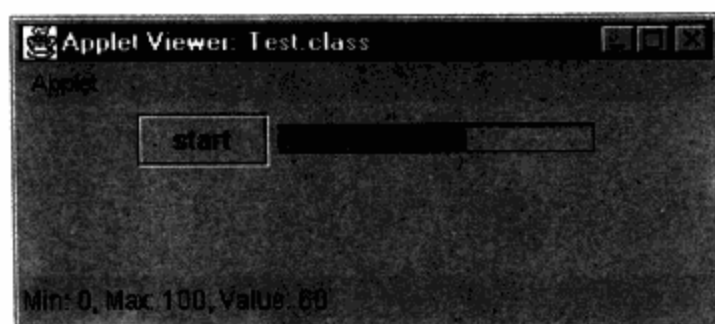 Applet Viewer: Test.class
Applet
start
Min: 0, Max: 100, Value: 60